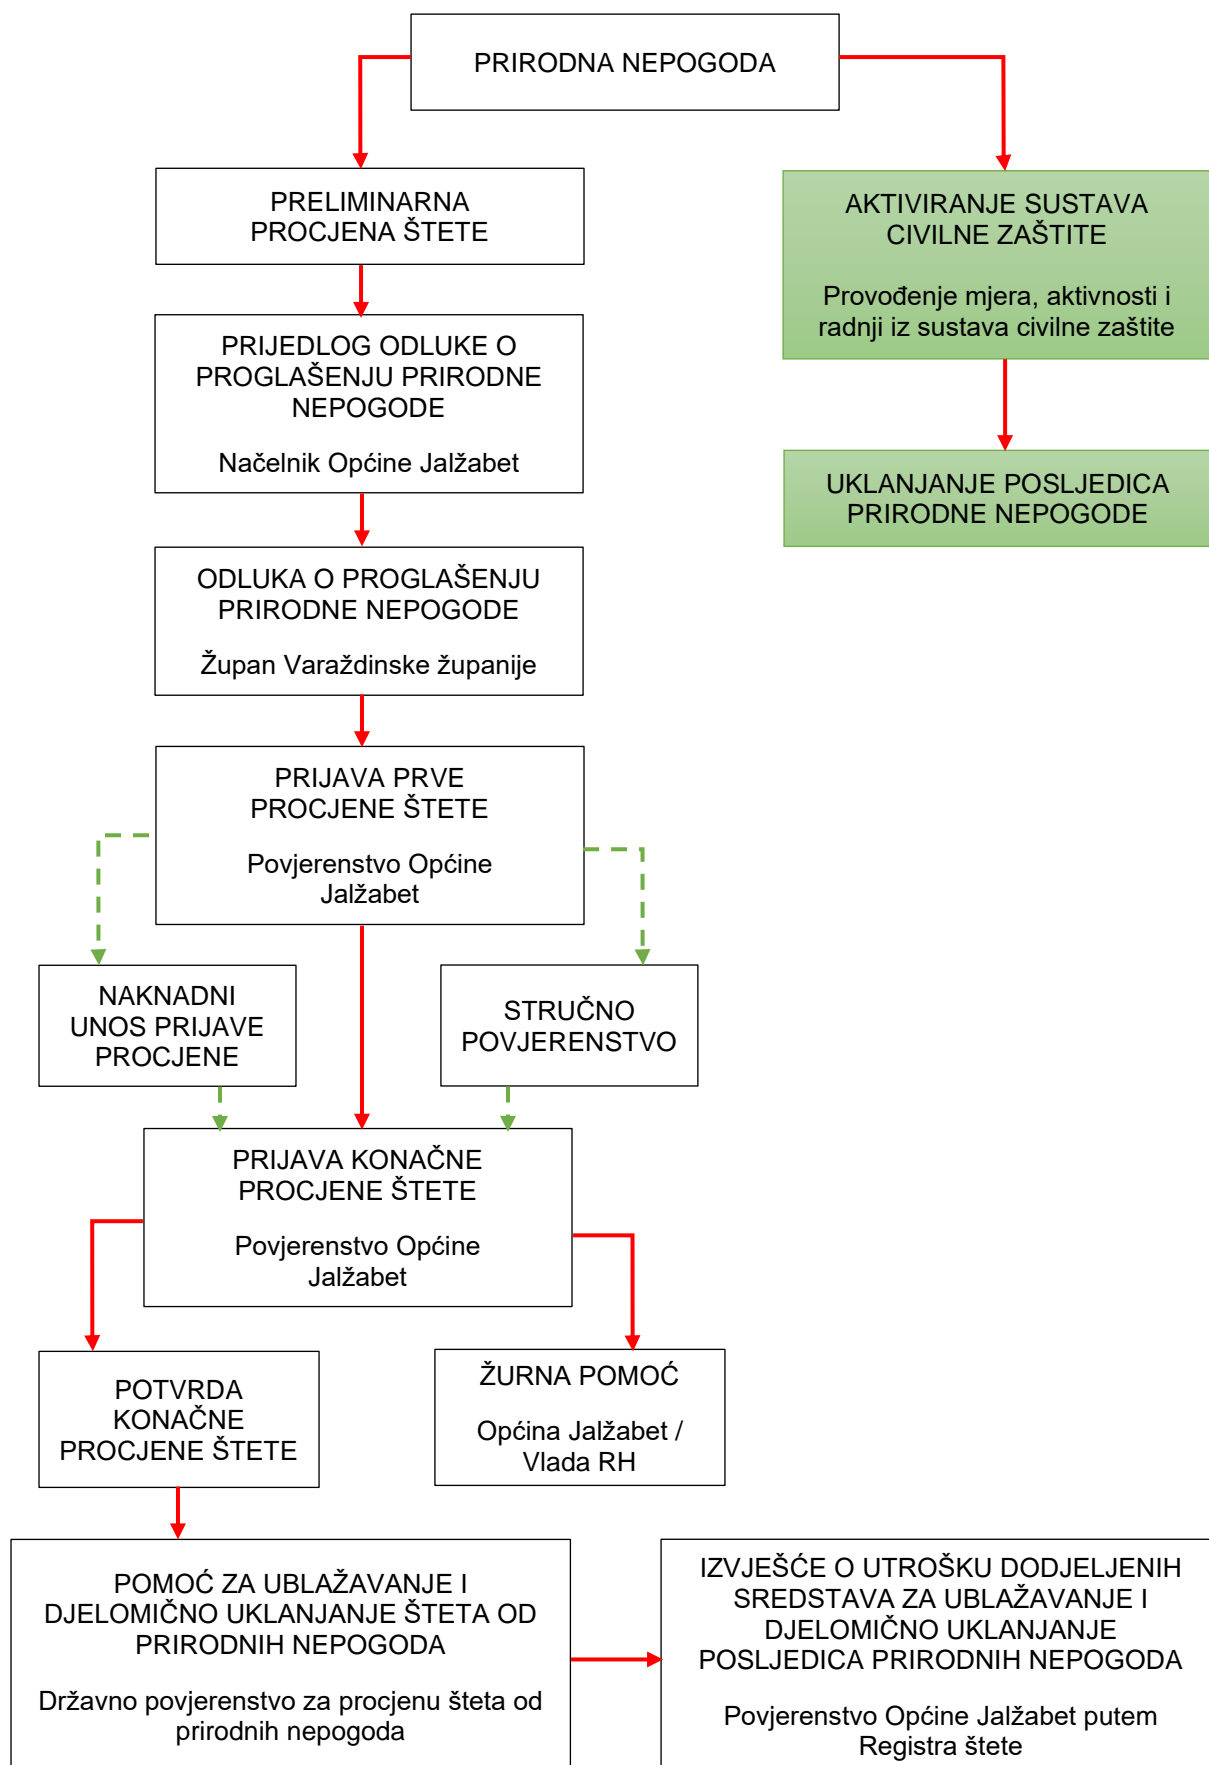 PRIRODNA NEPOGODA
PRELIMINARNA
PROCJENA ŠTETE
AKTIVIRANJE SUSTAVA
CIVILNE ZAŠTITE
Provođenje mjera, aktivnosti i
radnji iz sustava civilne zaštite
PRIJEDLOG ODLUKE O
PROGLAŠENJU PRIRODNE
NEPOGODE
Načelnik Općine Jalžabet
UKLANJANJE POSLJEDICA
PRIRODNE NEPOGODE
ODLUKA O PROGLAŠENJU
PRIRODNE NEPOGODE
Župan Varaždinske županije
PRIJAVA PRVE
PROCJENE ŠTETE
Povjerenstvo Općine
Jalžabet
NAKNADNI
UNOS PRIJAVE
PROCJENE
STRUČNO
POVJERENSTVO
PRIJAVA KONAČNE
PROCJENE ŠTETE
Povjerenstvo Općine
Jalžabet
POTVRDA
KONAČNE
PROCJENE ŠTETE
ŽURNA POMOĆ
Općina Jalžabet /
Vlada RH
POMOĆ ZA UBLAŽAVANJE I
DJELOMIČNO UKLANJANJE ŠTETA OD
PRIRODNIH NEPOGODA
Državno povjerenstvo za procjenu šteta od
prirodnih nepogoda
IZVJEŠĆE O UTROŠKU DODJELJENIH
SREDSTAVA ZA UBLAŽAVANJE I
DJELOMIČNO UKLANJANJE
POSLJEDICA PRIRODNIH NEPOGODA
Povjerenstvo Općine Jalžabet putem
Registra štete